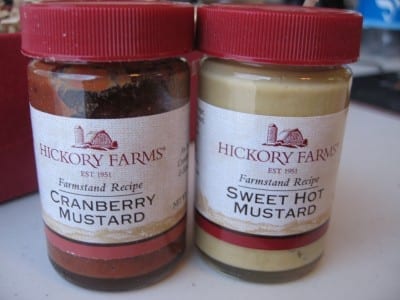 HICKORY FARMS®
EST 1951
Farmstand Recipe
CRANBERRY
MUSTARD
HICKORY FARMS
EST 1951
Farmstand Recipe
SWEET HOT
MUSTARD